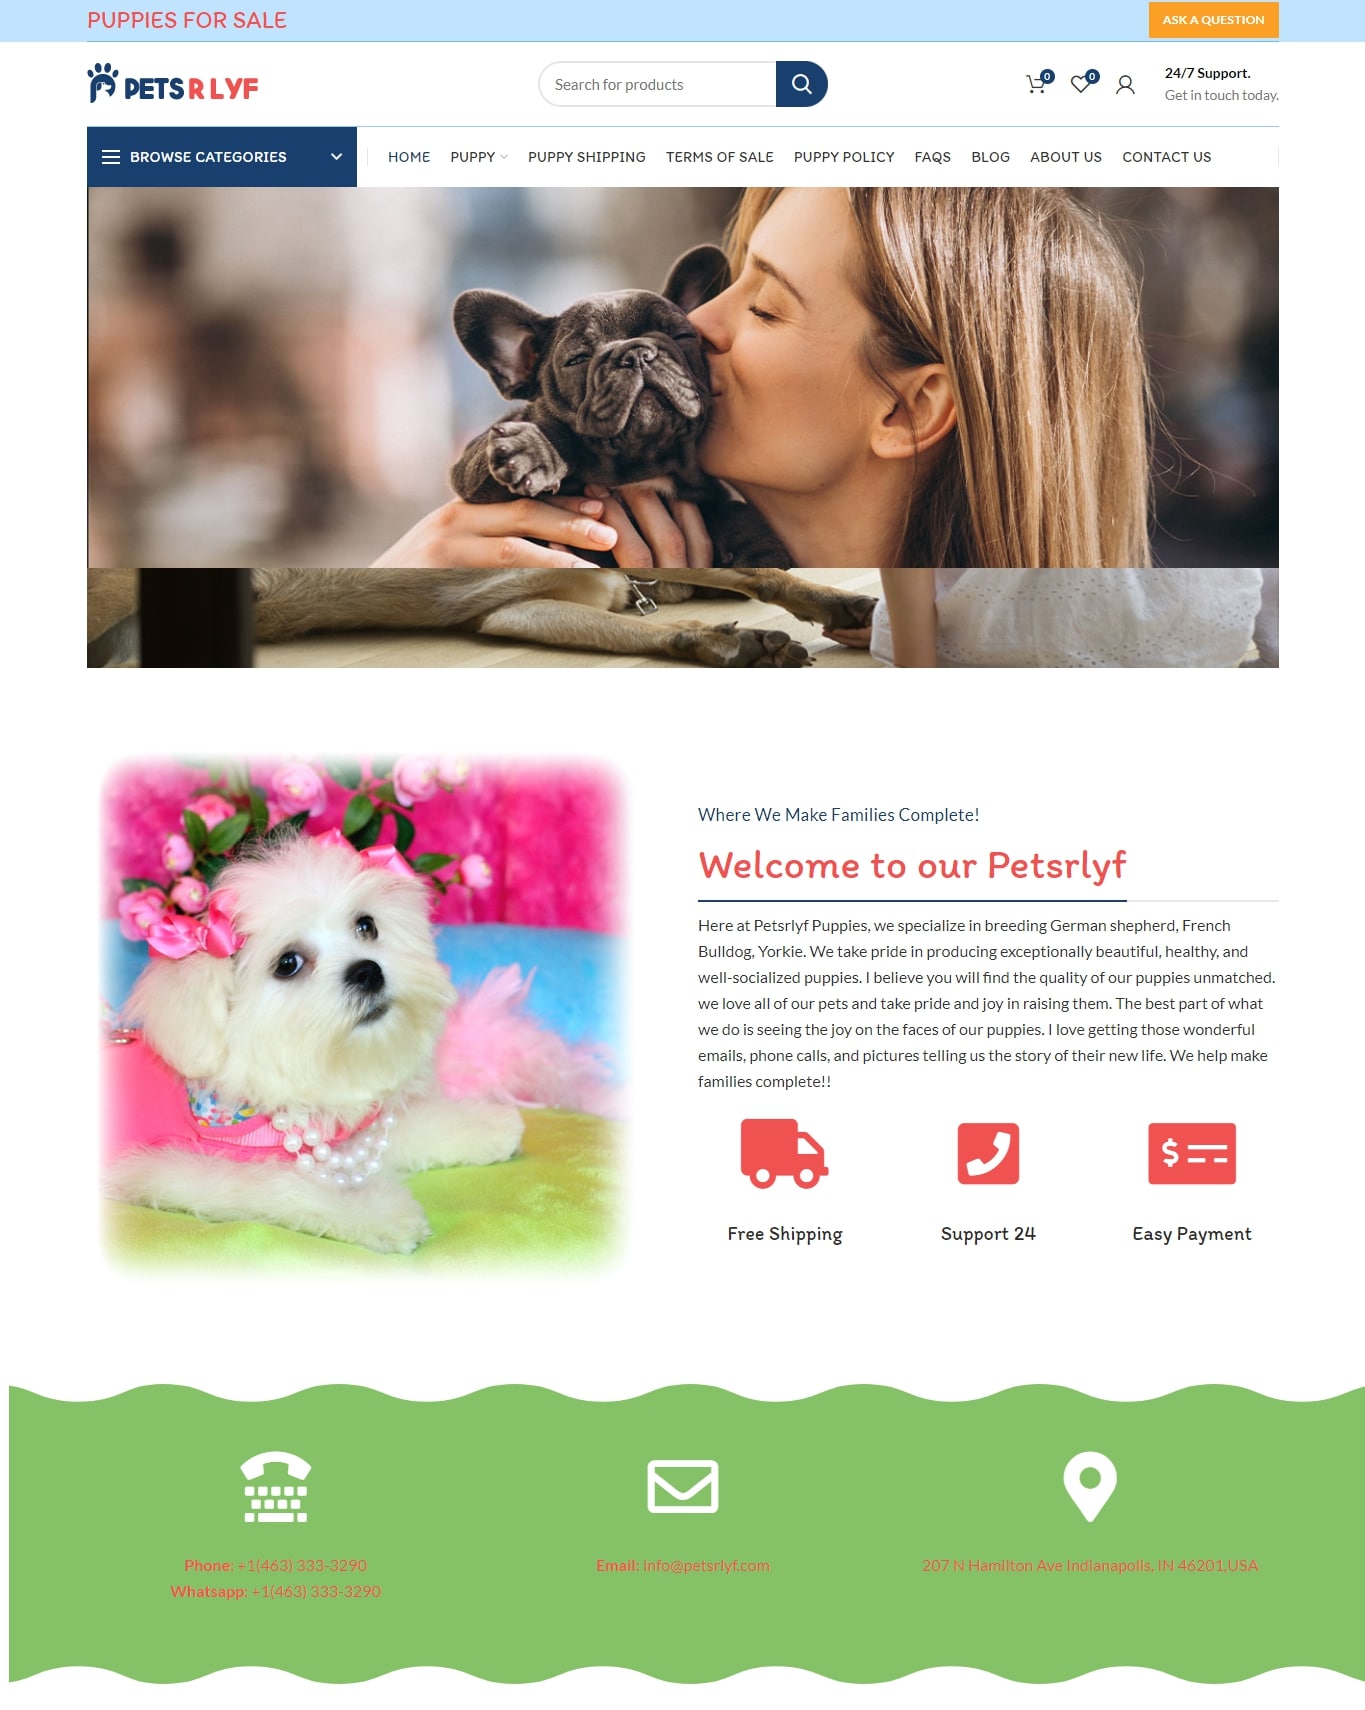 PUPPIES FOR SALE
ASK A QUESTION
PETS R LYF
Search for products
0
0
24/7 Support.
Get in touch today.
BROWSE CATEGORIES
HOME PUPPY PUPPY SHIPPING TERMS OF SALE PUPPY POLICY FAQS BLOG ABOUT US CONTACT US
Where We Make Families Complete!
Welcome to our Petsrlyf
Here at Petsrlyf Puppies, we specialize in breeding German shepherd, French
Bulldog, Yorkie. We take pride in producing exceptionally beautiful, healthy, and
well-socialized puppies. I believe you will find the quality of our puppies unmatched.
we love all of our pets and take pride and joy in raising them. The best part of what
we do is seeing the joy on the faces of our puppies. I love getting those wonderful
emails, phone calls, and pictures telling us the story of their new life. We help make
families complete!!
$
Free Shipping
Support 24
Easy Payment
Phone: +1(463) 333-3290
Whatsapp: +1(463) 333-3290
Email: info@petsrlyf.com
207 N Hamilton Ave Indianapolis, IN 46201,USA